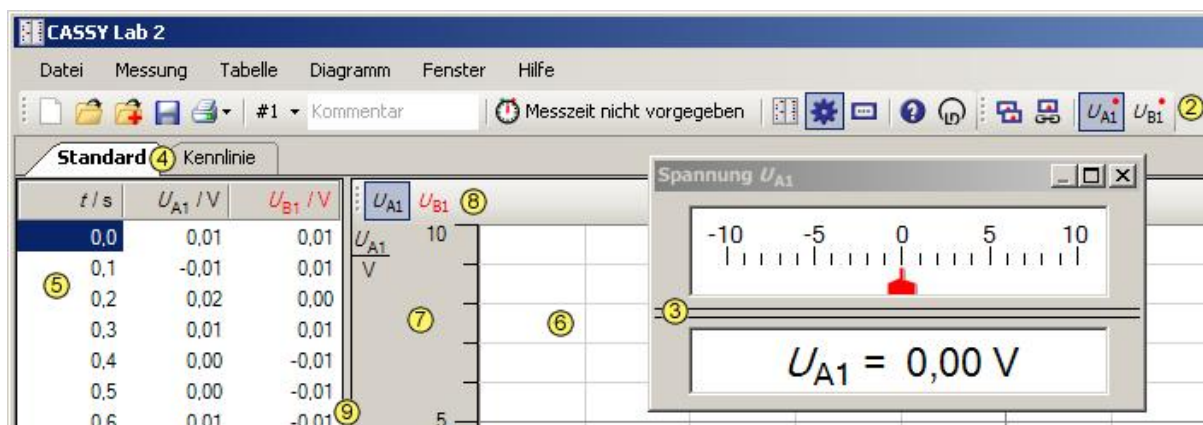 CASSY Lab 2
Datei Messung Tabelle Diagramm Fenster Hilfe
#1 Kommentar Messzeit nicht vorgegeben UA1 UB1 2
Standard 4 Kennlinie
t / s UA1 / V UB1 / V
0,0 0,01 0,01
0,1 -0,01 0,01
0,2 0,02 0,00
0,3 0,01 0,01
0,4 0,00 -0,01
0,5 0,00 -0,01
0,6 0,01 -0,01
5
9
UA1 UB1 8
UA1
V
10
5
7
6
Spannung UA1
-10 -5 0 5 10
3
UA1 = 0,00 V